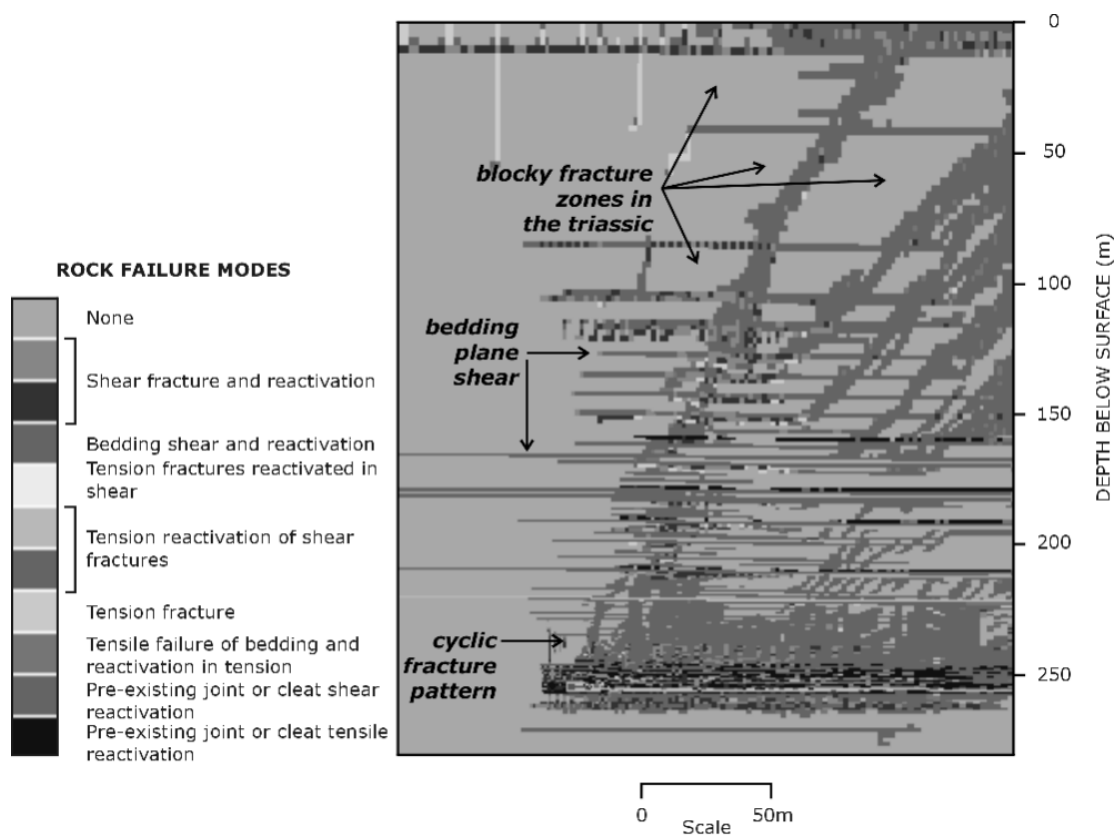 ROCK FAILURE MODES
None
Shear fracture and reactivation
Bedding shear and reactivation
Tension fractures reactivated in
shear
Tension reactivation of shear
fractures
Tension fracture
Tensile failure of bedding and
reactivation in tension
Pre-existing joint or cleat shear
reactivation
Pre-existing joint or cleat tensile
reactivation
blocky fracture
zones in
the triassic
bedding
plane
shear
cyclic
fracture
pattern
0
50
100
150
200
250
DEPTH BELOW SURFACE (m)
0
50m
Scale